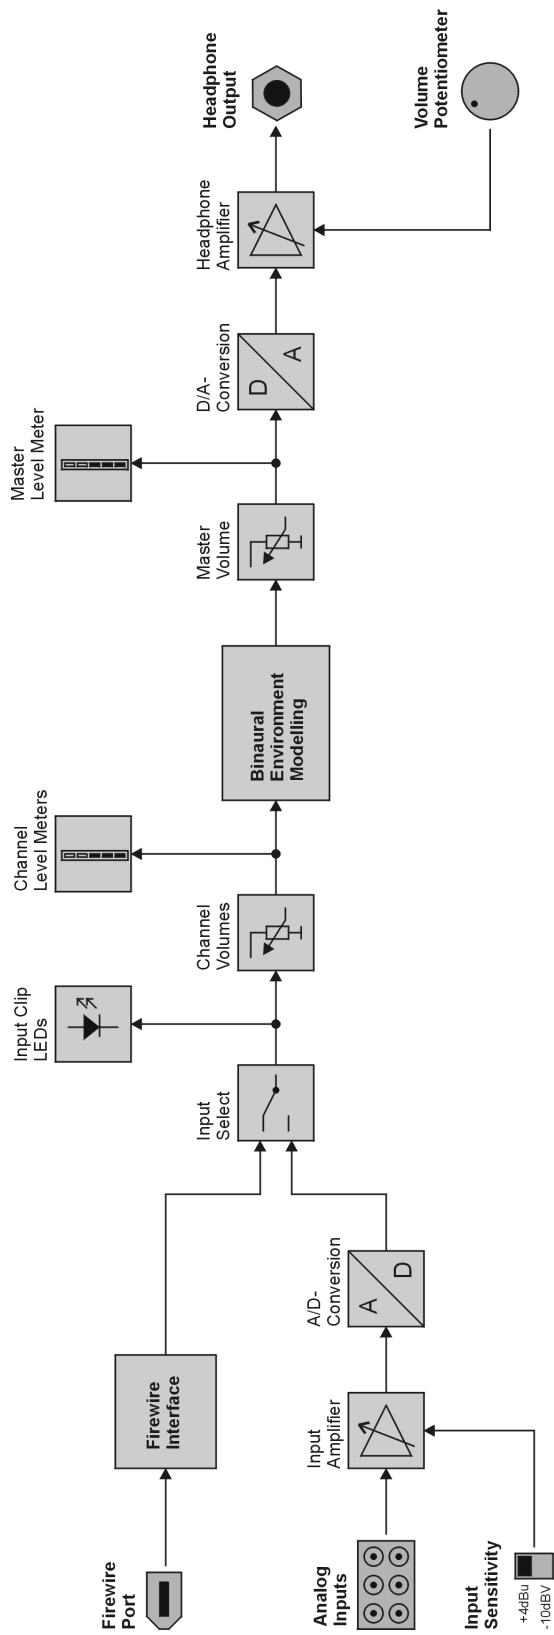 Firewire
Port
Firewire
Interface
Analog
Inputs
Input
Sensitivity
+4dBu
-10dBV
Input
Amplifier
A/D-
Conversion
A
D
Input
Select
Input Clip
LEDs
Channel
Volumes
Channel
Level Meters
Binaural
Environment
Modelling
Master
Volume
Master
Level Meter
D/A-
Conversion
D
A
Headphone
Amplifier
Headphone
Output
Volume
Potentiometer